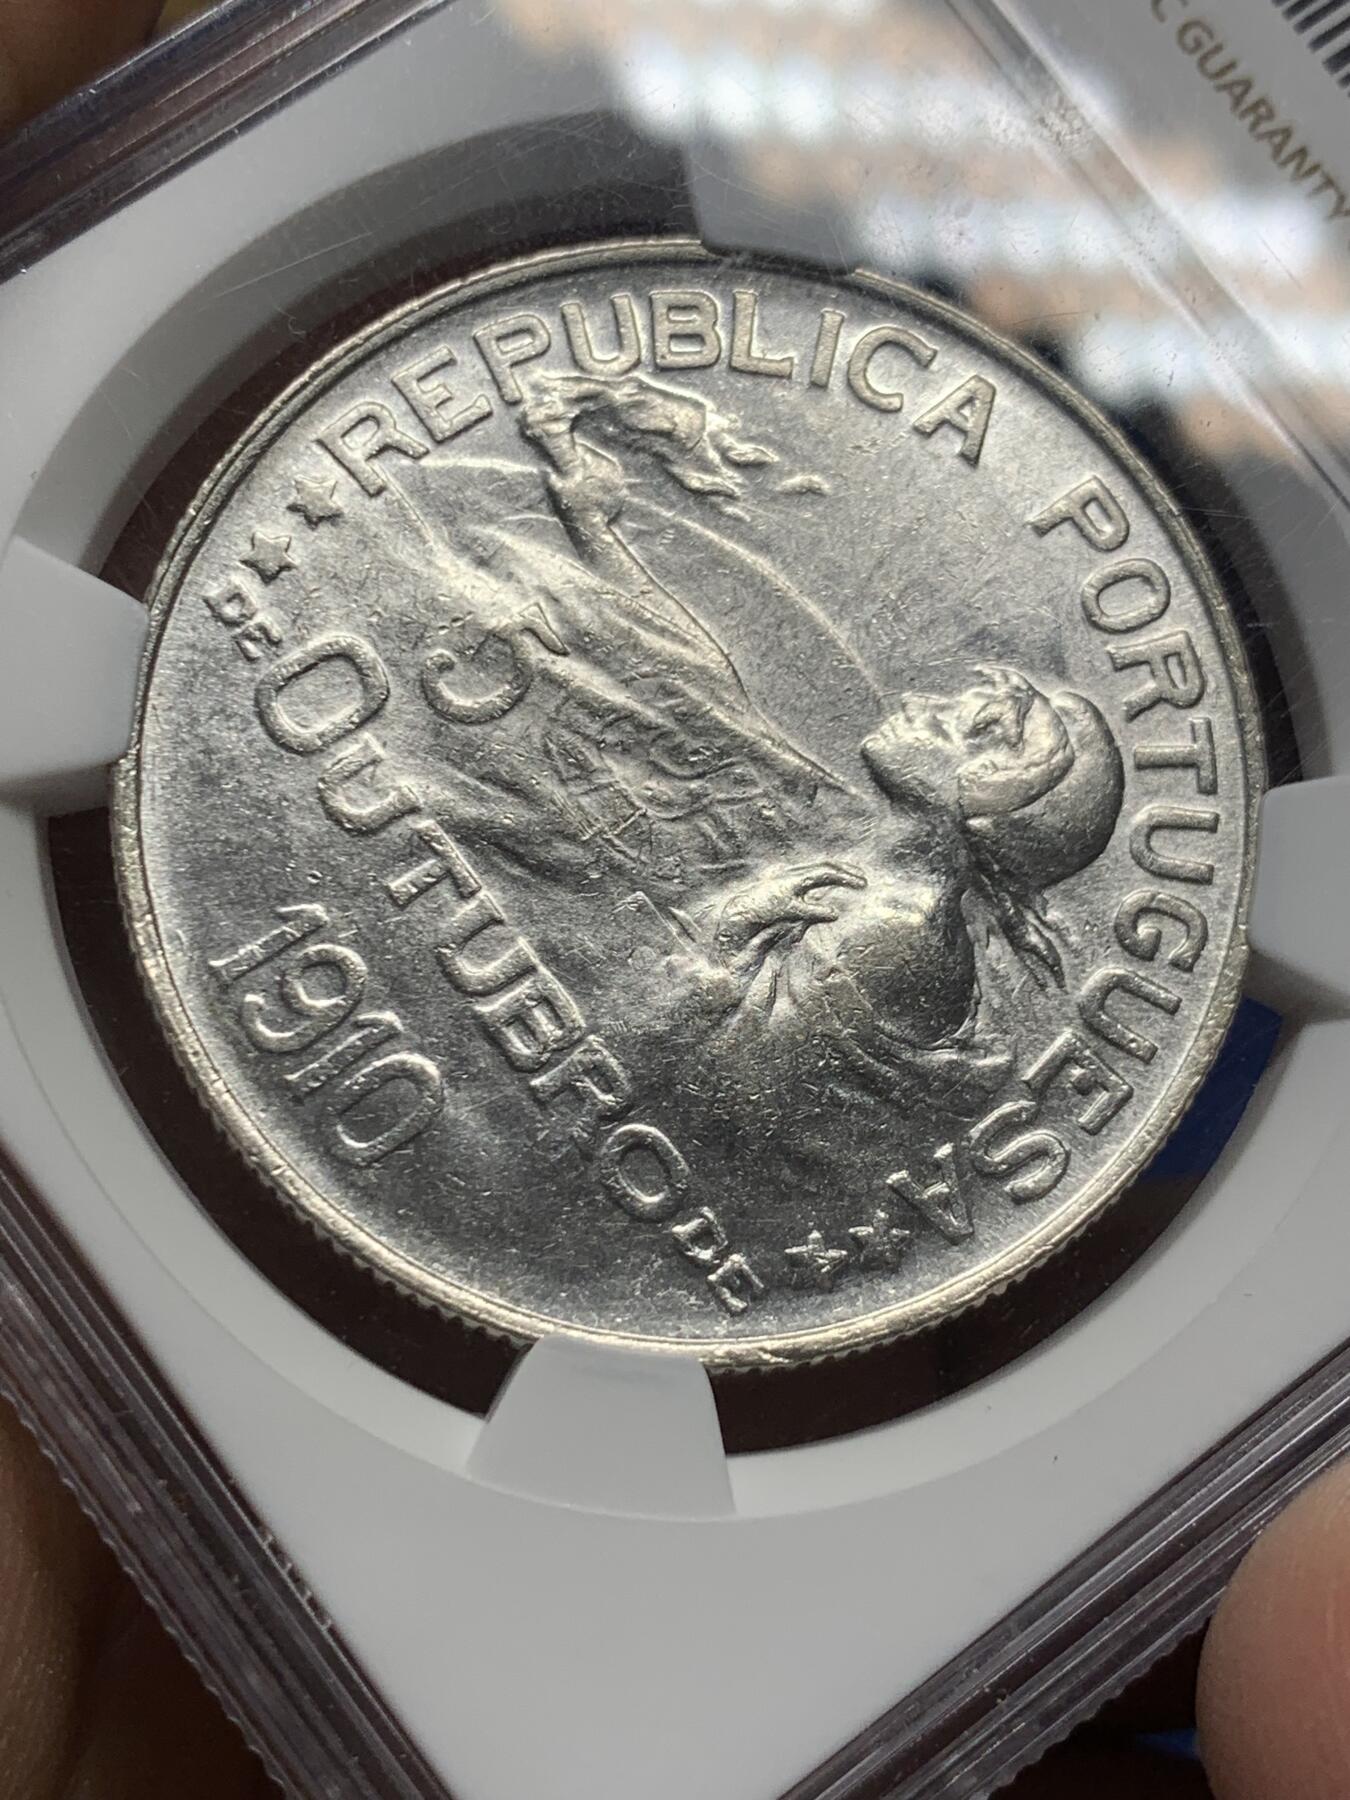 REPUBLICA PORTUGUESA
5
DE OUTUBRO DE
1910
C GUARANTY